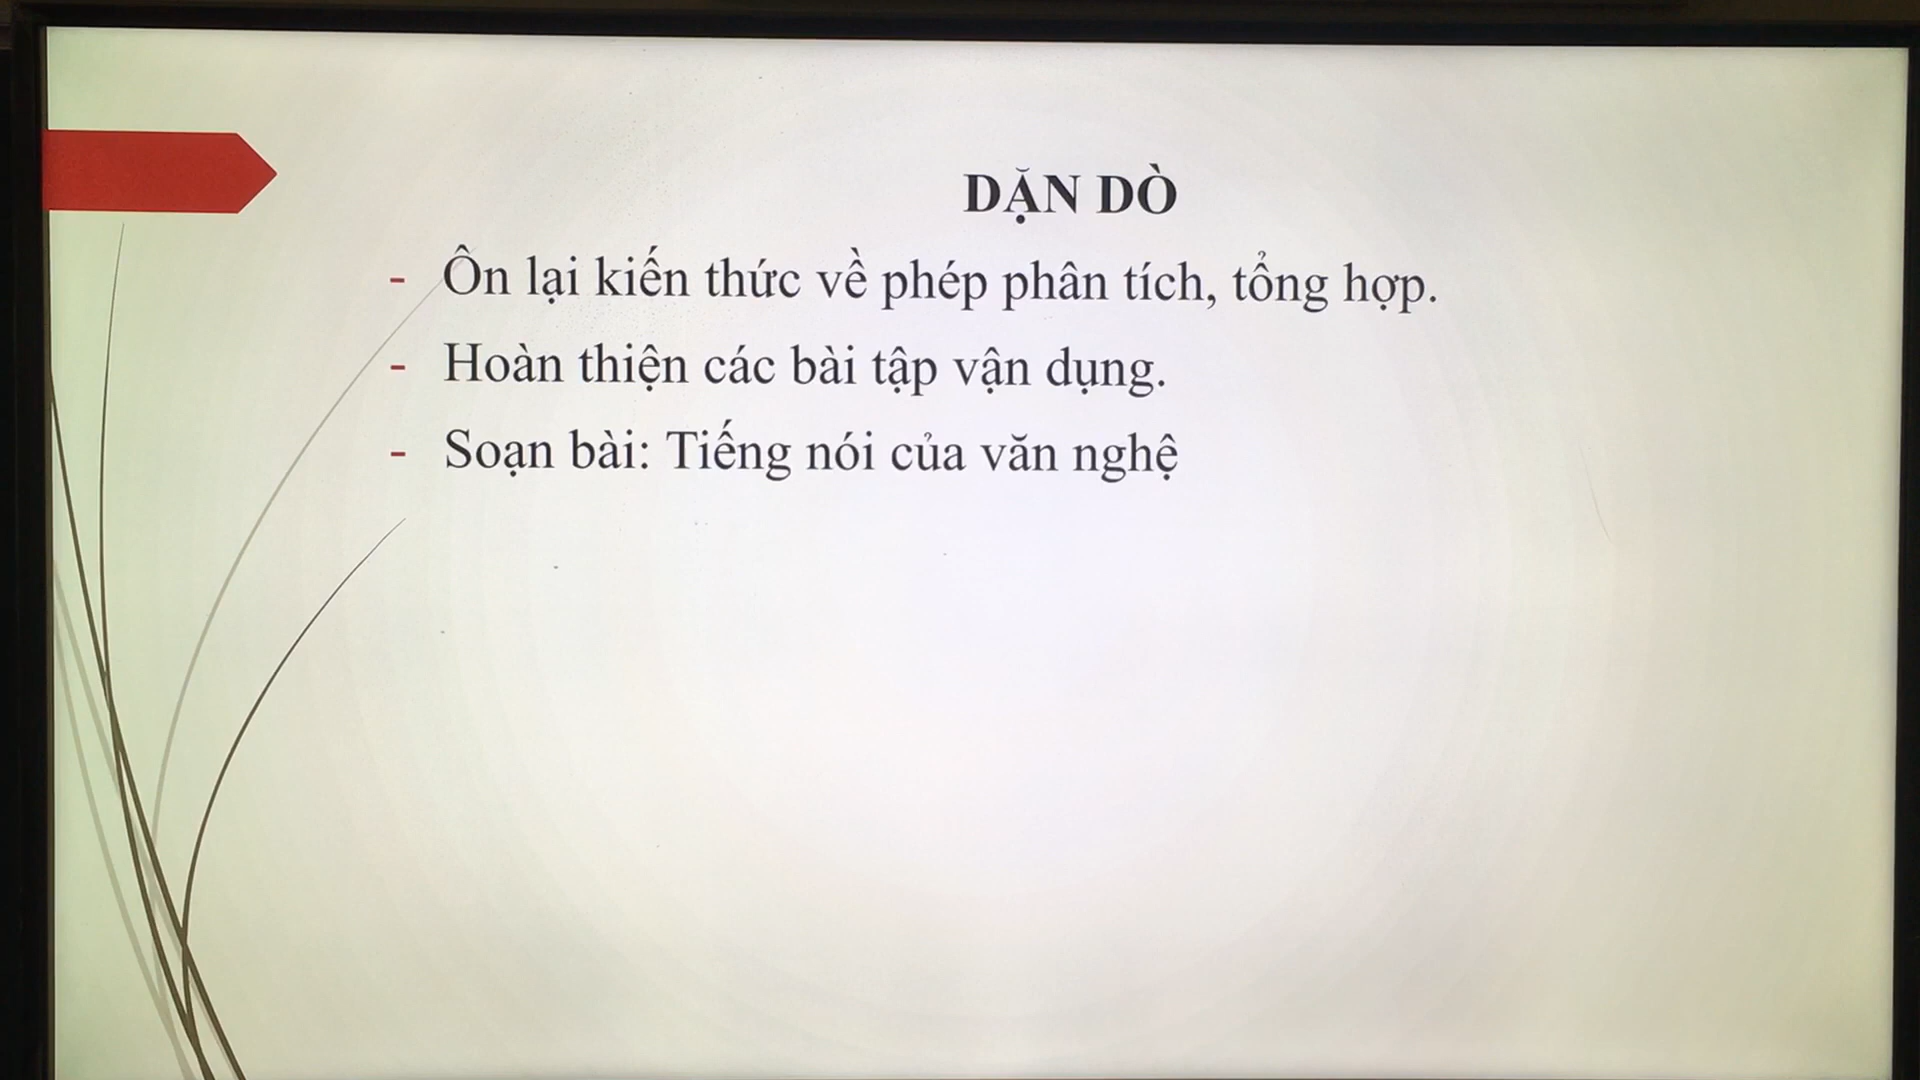 DẶN DÒ
- Ôn lại kiến thức về phép phân tích, tổng hợp.
- Hoàn thiện các bài tập vận dụng.
- Soạn bài: Tiếng nói của văn nghệ